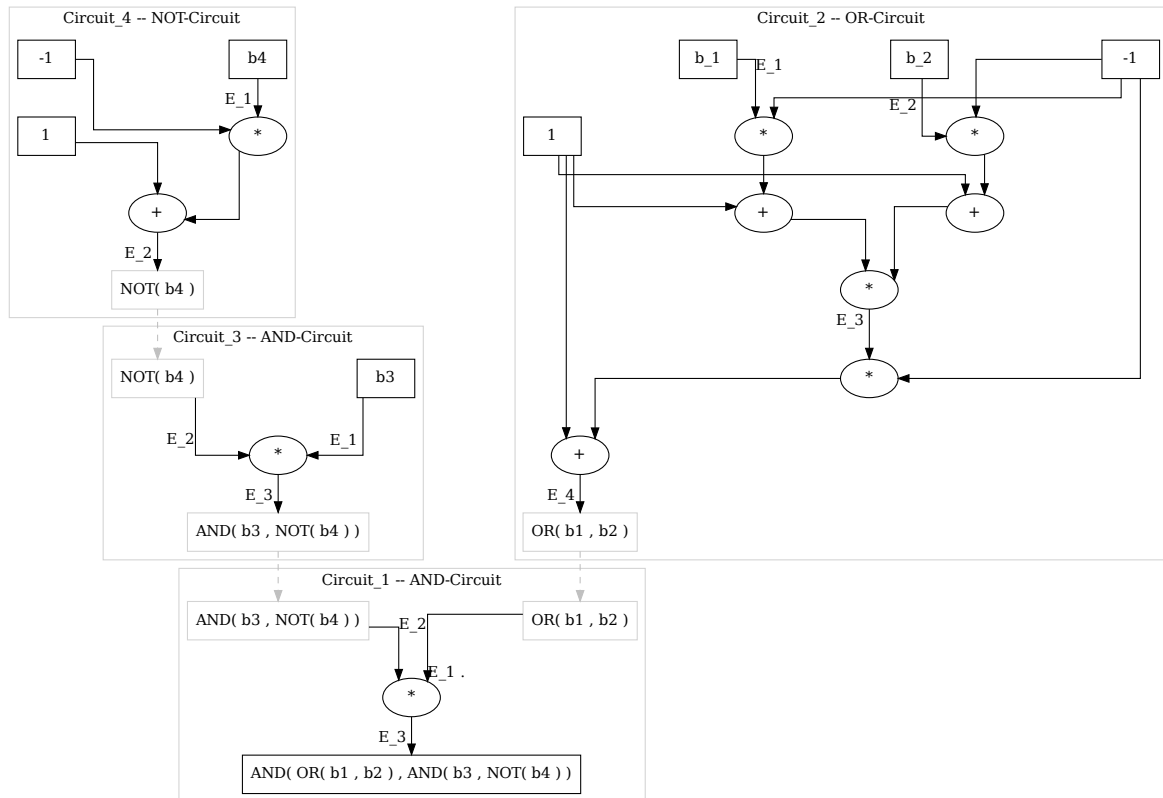 Circuit_4 -- NOT-Circuit
-1
b4
E_1
1
*
+
E_2
NOT( b4 )
Circuit_2 -- OR-Circuit
b_1
E_1
b_2
-1
E_2
1
*
*
+
+
*
E_3
*
+
E_4
OR( b1 , b2 )
Circuit_3 -- AND-Circuit
NOT( b4 )
b3
E_2
E_1
*
E_3
AND( b3 , NOT( b4 ) )
Circuit_1 -- AND-Circuit
AND( b3 , NOT( b4 ) )
E_2
OR( b1 , b2 )
E_1 .
*
E_3
AND( OR( b1 , b2 ) , AND( b3 , NOT( b4 ) ) )